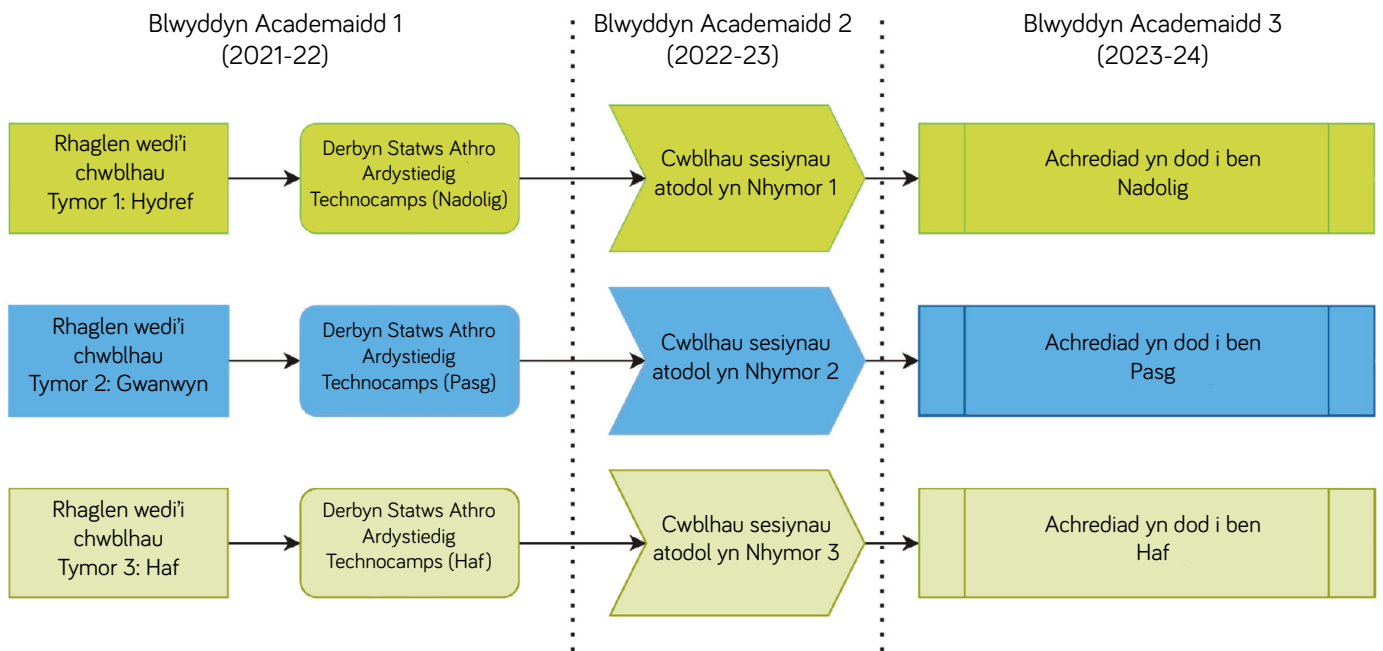 Blwyddyn Academaidd 1
(2021-22)
Blwyddyn Academaidd 2
(2022-23)
Blwyddyn Academaidd 3
(2023-24)
Rhaglen wedi'i
chwblhau
Tymor 1: Hydref
Derbyn Statws Athro
Ardystiedig
Technocamps (Nadolig)
Cwblhau sesiynau
atodol yn Nhymor 1
Achrediad yn dod i ben
Nadolig
Rhaglen wedi'i
chwblhau
Tymor 2: Gwanwyn
Derbyn Statws Athro
Ardystiedig
Technocamps (Pasg)
Cwblhau sesiynau
atodol yn Nhymor 2
Achrediad yn dod i ben
Pasg
Rhaglen wedi'i
chwblhau
Tymor 3: Haf
Derbyn Statws Athro
Ardystiedig
Technocamps (Haf)
Cwblhau sesiynau
atodol yn Nhymor 3
Achrediad yn dod i ben
Haf